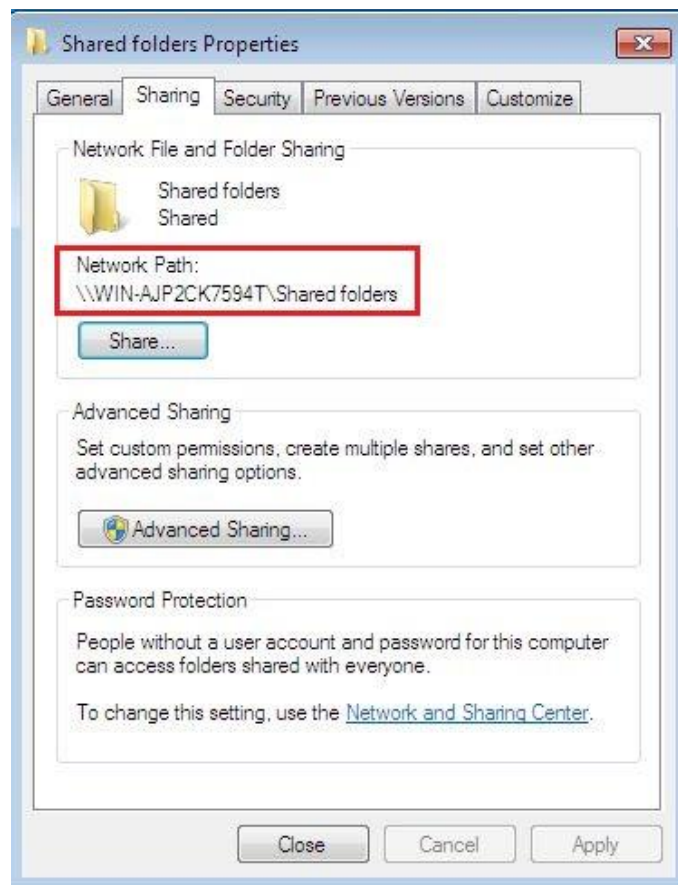 Shared folders Properties
General Sharing Security Previous Versions Customize
Network File and Folder Sharing
Shared folders
Shared
Network Path:
\\WIN-AJP2CK7594T\Shared folders
Share...
Advanced Sharing
Set custom permissions, create multiple shares, and set other
advanced sharing options.
Advanced Sharing...
Password Protection
People without a user account and password for this computer
can access folders shared with everyone.
To change this setting, use the Network and Sharing Center.
Close Cancel Apply